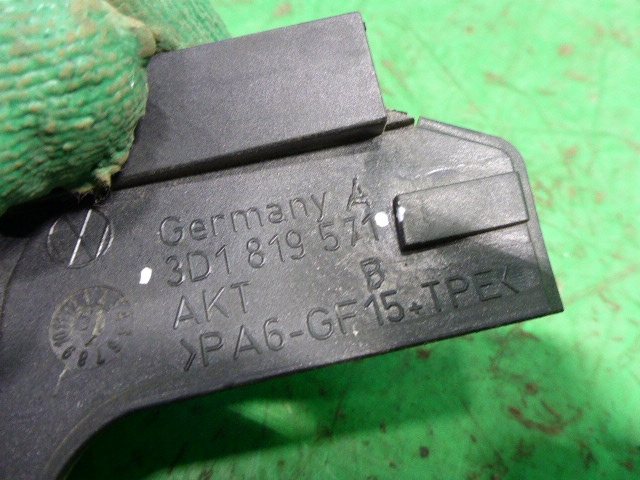 Germany A
3D1 819 571
B
AKT
>PA6-GF15+TPE<